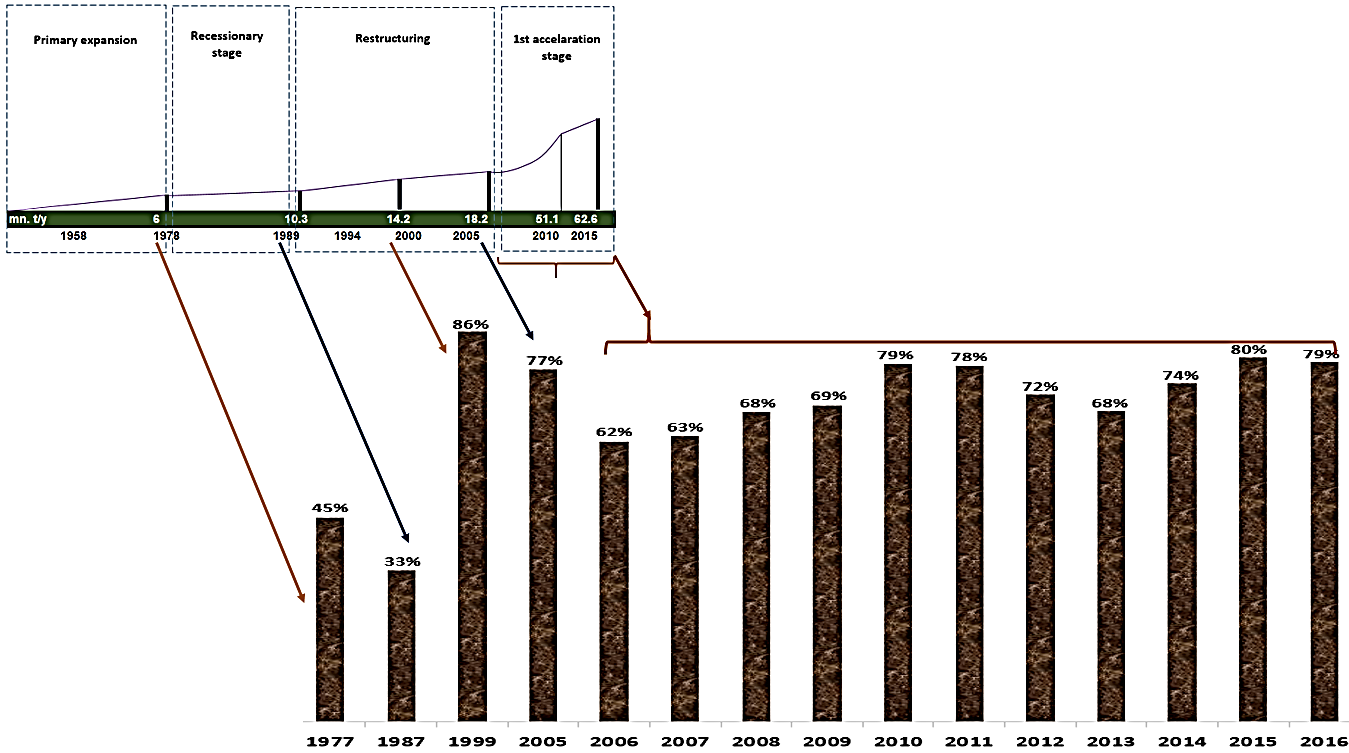 Primary expansion
Recessionary
stage
Restructuring
1st accelaration
stage
mn. t/y 6 10.3 14.2 18.2 51.1 62.6
1958 1978 1989 1994 2000 2005 2010 2015
45% 33% 86% 77% 62% 63% 68% 69% 79% 78% 72% 68% 74% 80% 79%
1977 1987 1999 2005 2006 2007 2008 2009 2010 2011 2012 2013 2014 2015 2016